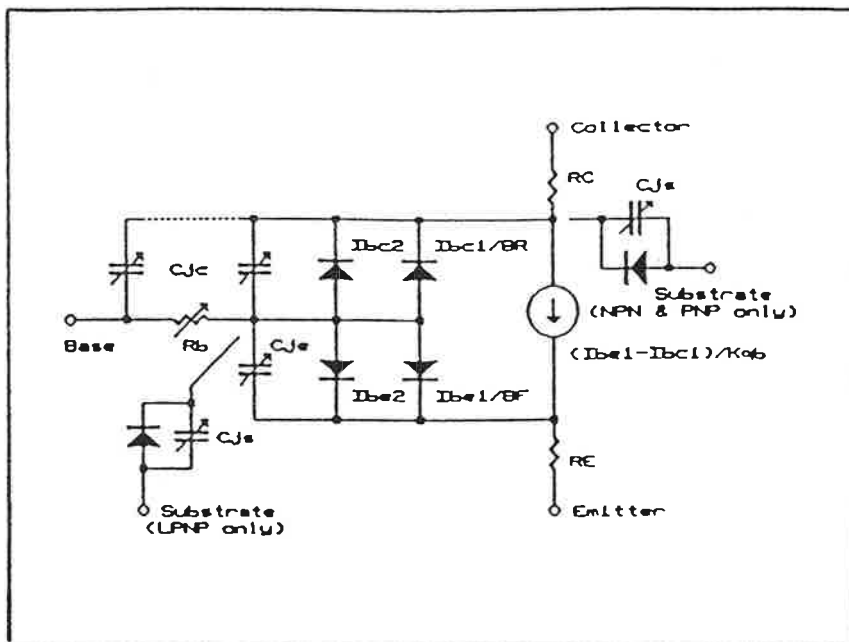 Collector
RC
Cjs
Ibc2
Ibc1/BR
Cjc
Substrate
(NPN & PNP only)
Base
Rb
Cje
(Ibe1-Ibc1)/Kqb
Ibe2
Ibe1/BF
Cjs
RE
Substrate
(LPNP only)
Emitter